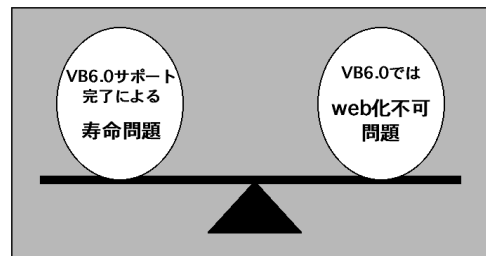 VB6.0サポート
完了による
寿命問題
VB6.0では
web化不可
問題